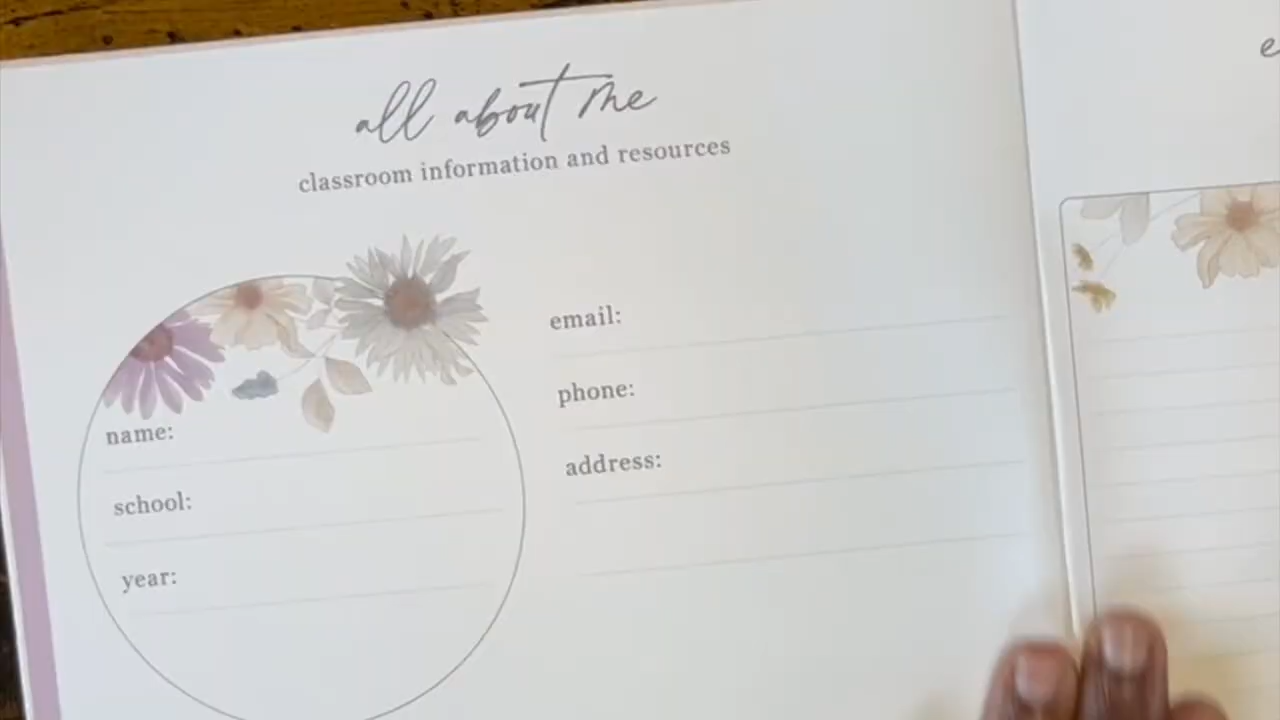 all about me
classroom information and resources
name:
school:
year:
email:
phone:
address: